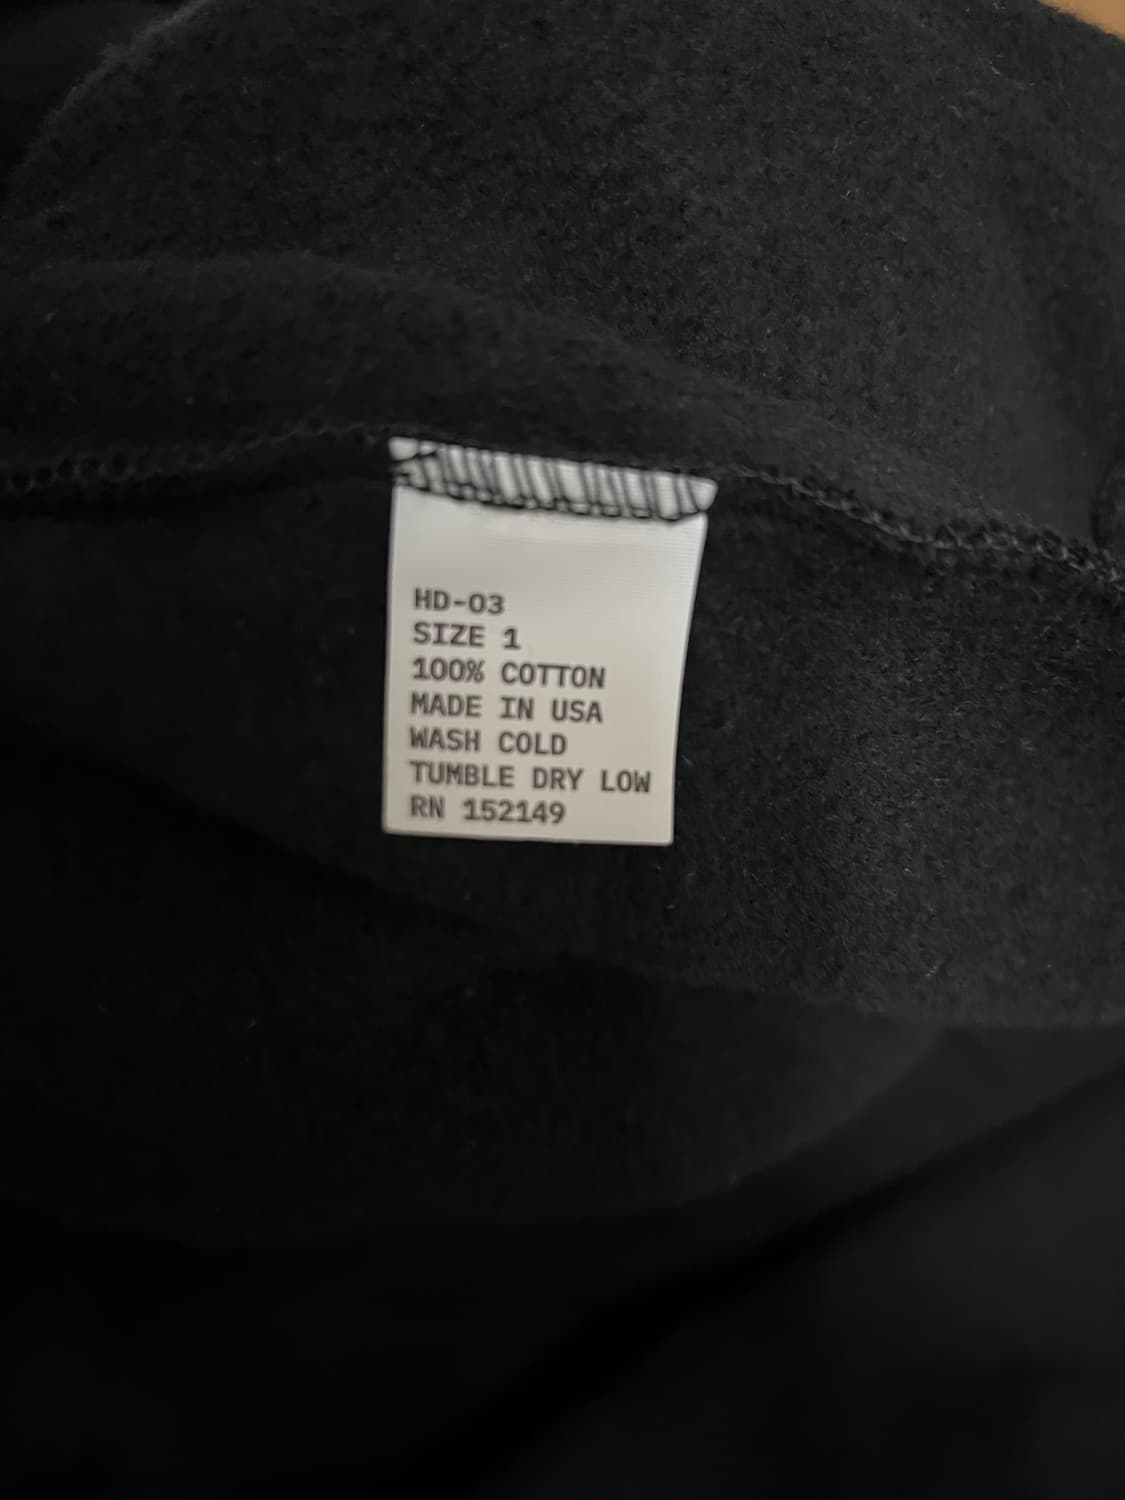 HD-03
SIZE 1
100% COTTON
MADE IN USA
WASH COLD
TUMBLE DRY LOW
RN 152149